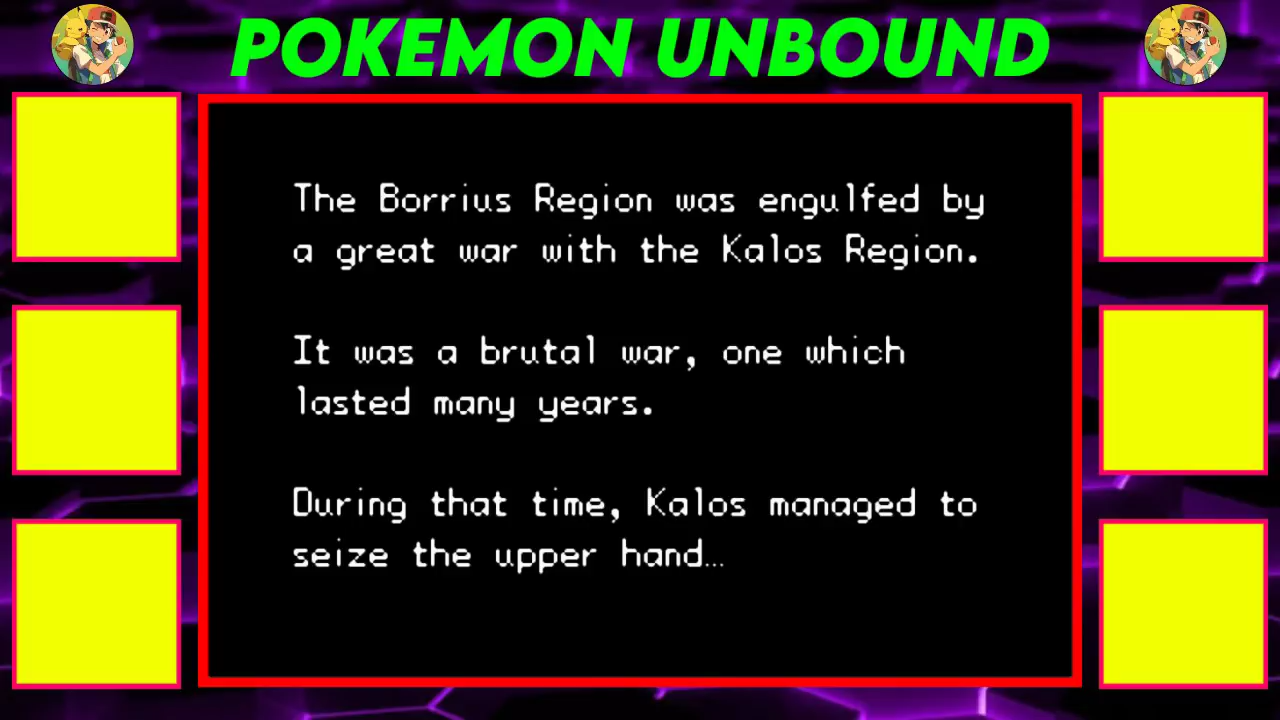 POKEMON UNBOUND
The Borrius Region was engulfed by
a great war with the Kalos Region.
It was a brutal war, one which
lasted many years.
During that time, Kalos managed to
seize the upper hand…